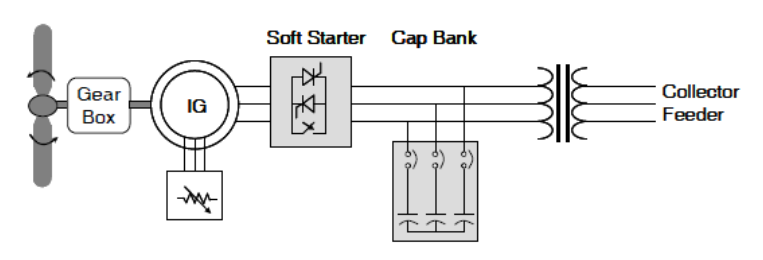 Soft Starter
Cap Bank
Gear
Box
IG
Collector
Feeder